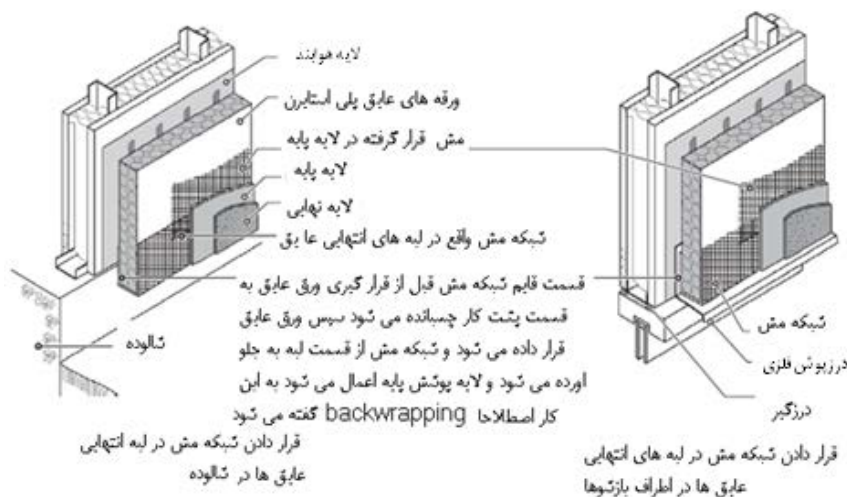 لایه هوابند
ورقه های عایق پلی استایرن
مش قرار گرفته در لایه پایه
لایه پایه
لایه نهایی
شبکه مش واقع در لبه های انتهایی عا یق
قسمت قایم شبکه مش قبل از قرار گیری ورق عایق به
قسمت پشت کار چسبانده می شود سپس ورق عایق
قرار داده می شود و شبکه مش از قسمت لبه به جلو
اورده می شود و لایه پوشش پایه اعمال می شود به این
کار اصطلاحا backwrapping گفته می شود
شالوده
قرار دادن شبکه مش در لبه انتهایی
عایق ها در شالوده
شبکه مش
درزپوش فلزی
درزگیر
قرار دادن شبکه مش در لبه های انتهایی
عایق ها در اطراف بازشوها